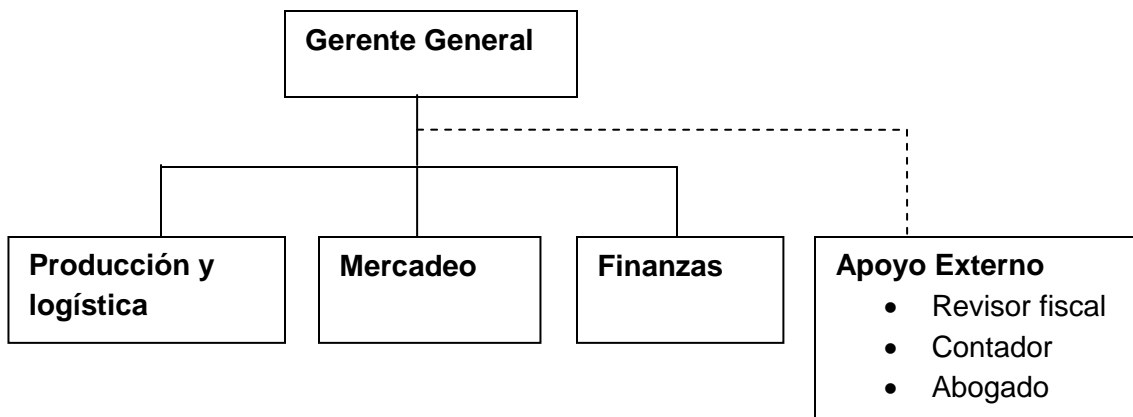 Gerente General
Producción y
logística
Mercadeo
Finanzas
Apoyo Externo
• Revisor fiscal
• Contador
• Abogado